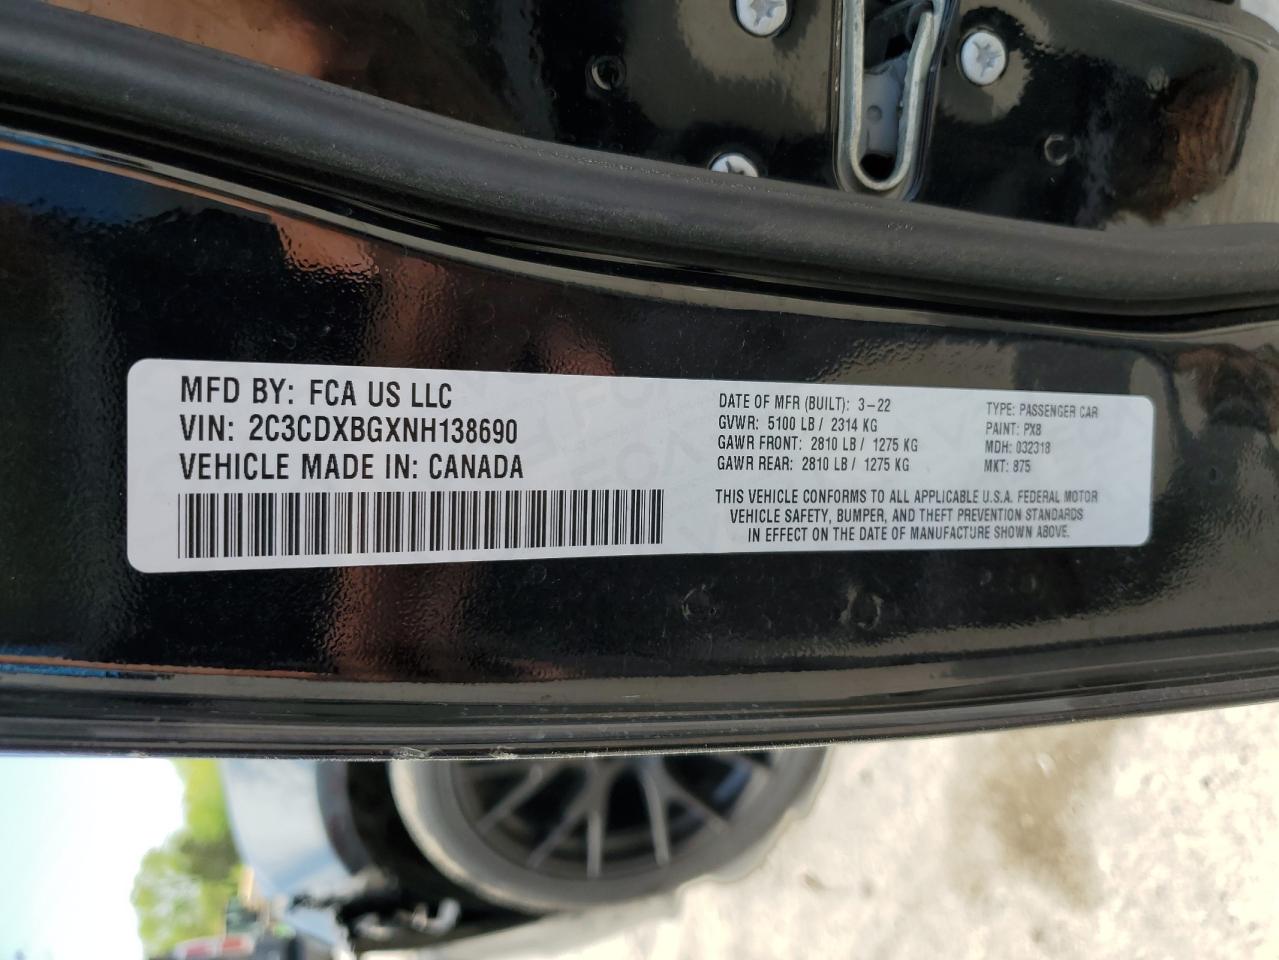 MFD BY: FCA US LLC
VIN: 2C3CDXBGXNH138690
VEHICLE MADE IN: CANADA
DATE OF MFR (BUILT): 3-22
GVWR: 5100 LB / 2314 KG
GAWR FRONT: 2810 LB / 1275 KG
GAWR REAR: 2810 LB / 1275 KG
TYPE: PASSENGER CAR
PAINT: PX8
MDH: 032318
MKT: 875
THIS VEHICLE CONFORMS TO ALL APPLICABLE U.S.A. FEDERAL MOTOR
VEHICLE SAFETY, BUMPER, AND THEFT PREVENTION STANDARDS
IN EFFECT ON THE DATE OF MANUFACTURE SHOWN ABOVE.